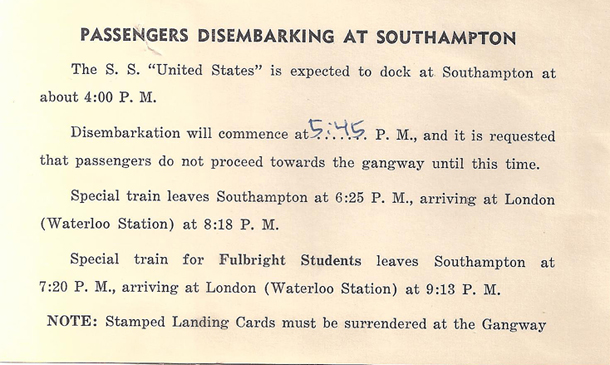 PASSENGERS DISEMBARKING AT SOUTHAMPTON
The S. S. "United States" is expected to dock at Southampton at
about 4:00 P. M.
Disembarkation will commence at 5:45 P. M., and it is requested
that passengers do not proceed towards the gangway until this time.
Special train leaves Southampton at 6:25 P. M., arriving at London
(Waterloo Station) at 8:18 P. M.
Special train for Fulbright Students leaves Southampton at
7:20 P. M., arriving at London (Waterloo Station) at 9:13 P. M.
NOTE: Stamped Landing Cards must be surrendered at the Gangway